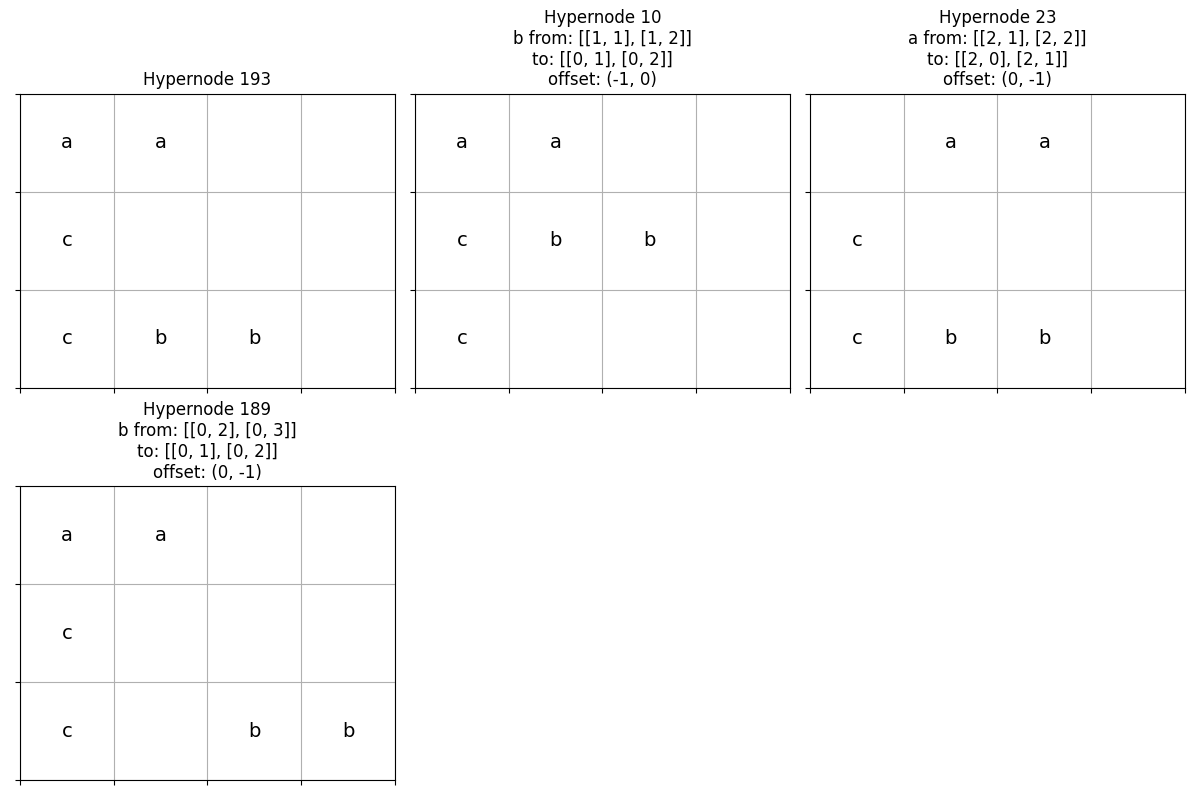 Hypernode 193
a a
c
c b b
Hypernode 10
b from: [[1, 1], [1, 2]]
to: [[0, 1], [0, 2]]
offset: (-1, 0)
a a
c b b
c
Hypernode 23
a from: [[2, 1], [2, 2]]
to: [[2, 0], [2, 1]]
offset: (0, -1)
a a
c
c b b
Hypernode 189
b from: [[0, 2], [0, 3]]
to: [[0, 1], [0, 2]]
offset: (0, -1)
a a
c
c b b